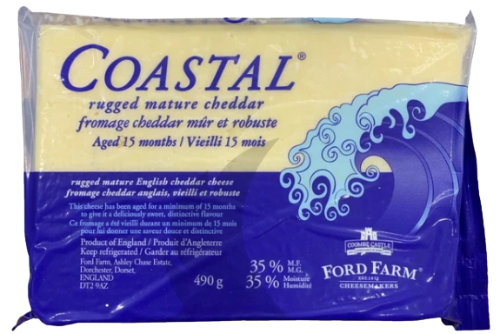 COASTAL®
rugged mature cheddar
fromage cheddar mûr et robuste
Aged 15 months / Vieilli 15 mois
rugged mature English cheddar cheese
fromage cheddar anglais, vieilli et robuste
This cheese has been aged for a minimum of 15 months
to give it a deliciously sweet, distinctive flavour
Ce fromage a été vieilli durant un minimum de 15 mois
pour lui donner une saveur douce et distinctive
Product of England / Produit d'Angleterre
Keep refrigerated / Garder au réfrigérateur
Ford Farm, Ashley Chase Estate,
Dorchester, Dorset,
ENGLAND
DT2 9AZ
490 g
35 % M.F.
M.G.
35 % Moisture
Humidité
COOMBE CASTLE
FORD FARM
CHEESEMAKERS